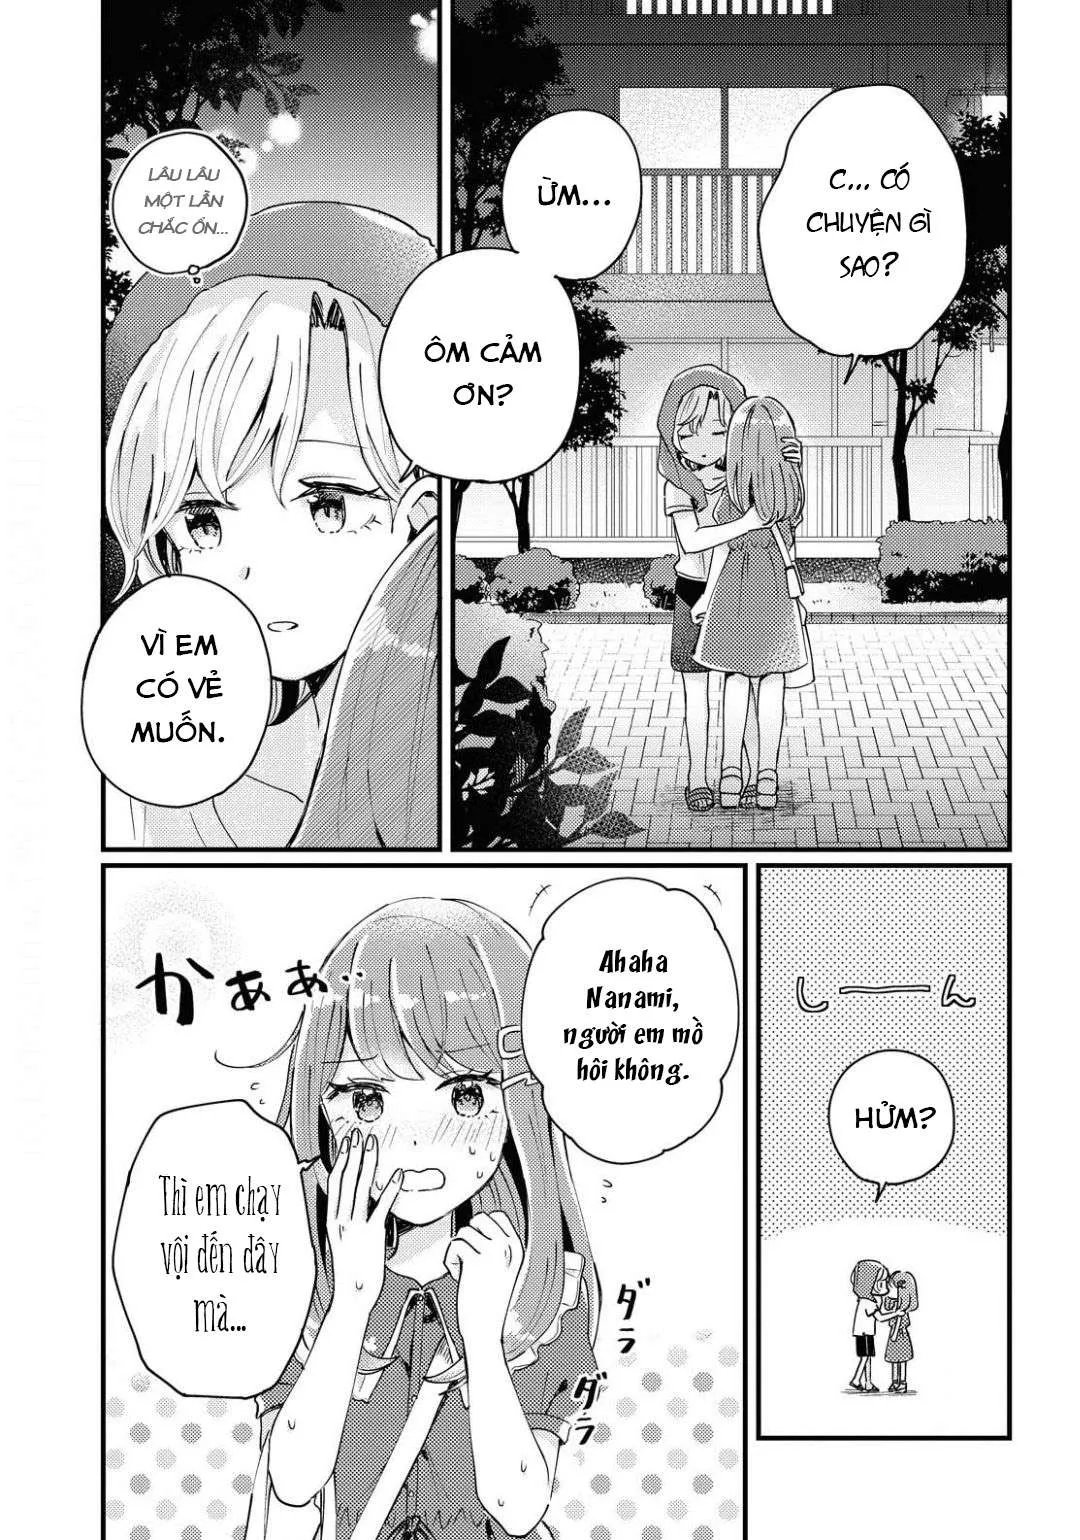 C... CÓ
CHUYỆN GÌ
SAO?
ỪM...
ÔM CẢM
ƠN?
LÂU LÂU
MỘT LẦN
CHẮC ỔN...
VÌ EM
CÓ VẺ
MUỐN.
しーーん
HỬM?
Ahaha
Nanami,
người em mồ
hôi không.
かぁぁ・・
Thì em chạy
vội đến đây
mà...
ダラ
ダラ